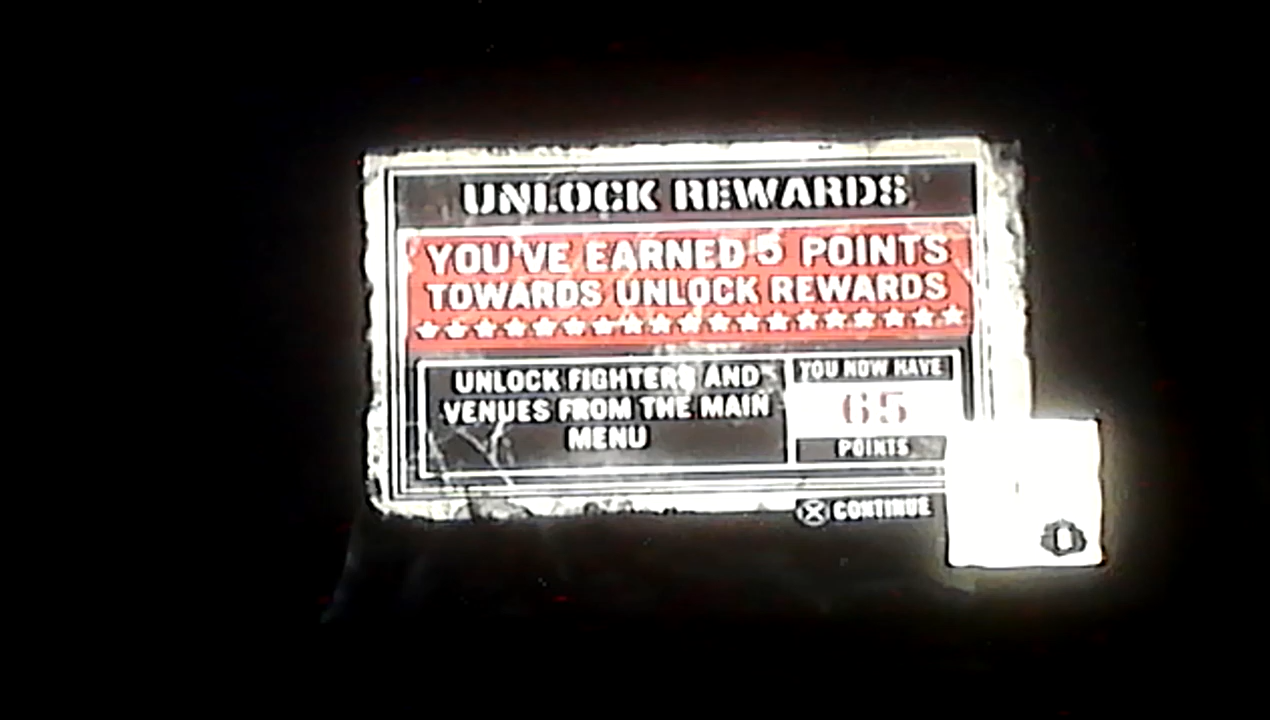 UNLOCK REWARDS
YOU'VE EARNED 5 POINTS
TOWARDS UNLOCK REWARDS
UNLOCK FIGHTERS AND
VENUES FROM THE MAIN
MENU
YOU NOW HAVE
65
POINTS
CONTINUE